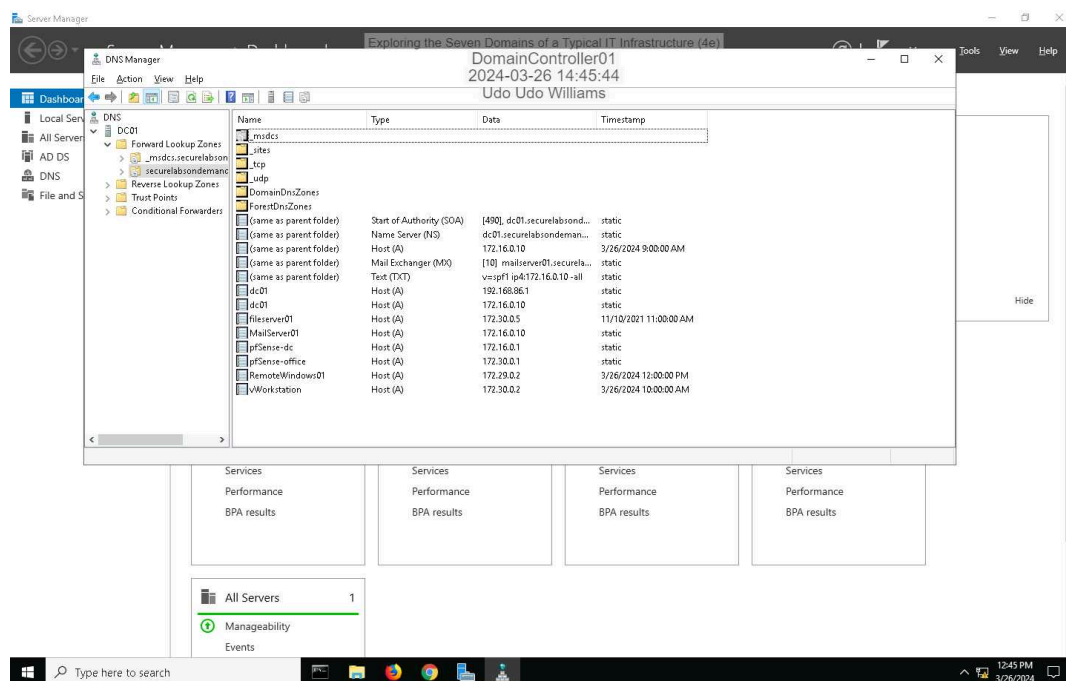 Server Manager
Exploring the Seven Domains of a Typical IT Infrastructure (4e)
Tools View Help
DNS Manager
DomainController01
2024-03-26 14:45:44
Udo Udo Williams
File Action View Help
Dashboar
Local Serv
All Server
AD DS
DNS
File and S
DNS
DC01
Forward Lookup Zones
_msdcs.securelabson
securelabsondemand
Reverse Lookup Zones
Trust Points
Conditional Forwarders
Name Type Data Timestamp
_msdcs
_sites
_tcp
_udp
DomainDnsZones
ForestDnsZones
(same as parent folder) Start of Authority (SOA) [490], dc01.securelabsond... static
(same as parent folder) Name Server (NS) dc01.securelabsondeman... static
(same as parent folder) Host (A) 172.16.0.10 3/26/2024 9:00:00 AM
(same as parent folder) Mail Exchanger (MX) [10] mailserver01.securela... static
(same as parent folder) Text (TXT) v=spf1 ip4:172.16.0.10 -all static
dc01 Host (A) 192.168.86.1 static
dc01 Host (A) 172.16.0.10 static
fileserver01 Host (A) 172.30.0.5 11/10/2021 11:00:00 AM
MailServer01 Host (A) 172.16.0.10 static
pfSense-dc Host (A) 172.16.0.1 static
pfSense-office Host (A) 172.30.0.1 static
RemoteWindows01 Host (A) 172.29.0.2 3/26/2024 12:00:00 PM
vWorkstation Host (A) 172.30.0.2 3/26/2024 10:00:00 AM
Hide
Services Services Services Services
Performance Performance Performance Performance
BPA results BPA results BPA results BPA results
All Servers 1
Manageability
Events
Type here to search
12:45 PM
3/26/2024